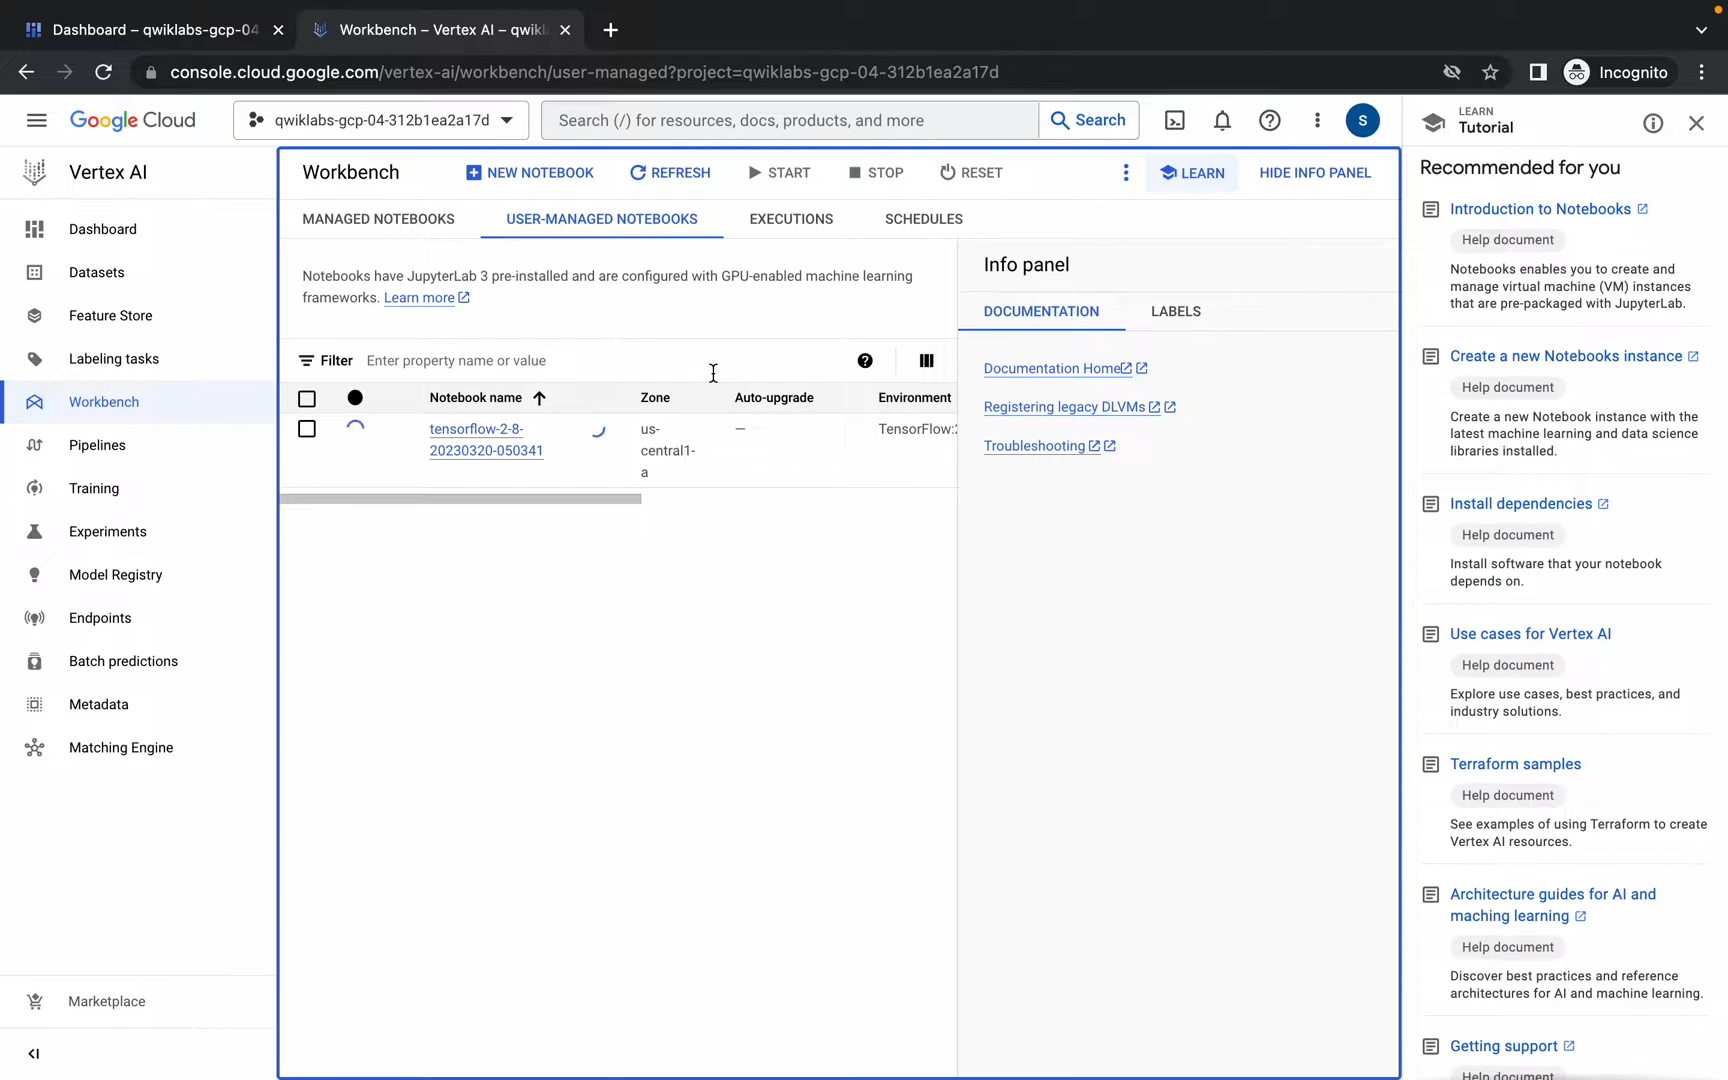 Dashboard – qwiklabs-gcp-04
Workbench – Vertex AI – qwikl
console.cloud.google.com/vertex-ai/workbench/user-managed?project=qwiklabs-gcp-04-312b1ea2a17d
Incognito
Google Cloud
qwiklabs-gcp-04-312b1ea2a17d
Search (/) for resources, docs, products, and more
Search
S
LEARN
Tutorial
Vertex AI
Dashboard
Datasets
Feature Store
Labeling tasks
Workbench
Pipelines
Training
Experiments
Model Registry
Endpoints
Batch predictions
Metadata
Matching Engine
Marketplace
Workbench
NEW NOTEBOOK
REFRESH
START
STOP
RESET
LEARN
HIDE INFO PANEL
MANAGED NOTEBOOKS
USER-MANAGED NOTEBOOKS
EXECUTIONS
SCHEDULES
Notebooks have JupyterLab 3 pre-installed and are configured with GPU-enabled machine learning
frameworks. Learn more
Filter
Enter property name or value
Notebook name
Zone
Auto-upgrade
Environment
tensorflow-2-8-
20230320-050341
us-
central1-
a
—
TensorFlow:2
Info panel
DOCUMENTATION
LABELS
Documentation Home
Registering legacy DLVMs
Troubleshooting
Recommended for you
Introduction to Notebooks
Help document
Notebooks enables you to create and
manage virtual machine (VM) instances
that are pre-packaged with JupyterLab.
Create a new Notebooks instance
Help document
Create a new Notebook instance with the
latest machine learning and data science
libraries installed.
Install dependencies
Help document
Install software that your notebook
depends on.
Use cases for Vertex AI
Help document
Explore use cases, best practices, and
industry solutions.
Terraform samples
Help document
See examples of using Terraform to create
Vertex AI resources.
Architecture guides for AI and
maching learning
Help document
Discover best practices and reference
architectures for AI and machine learning.
Getting support
Help document